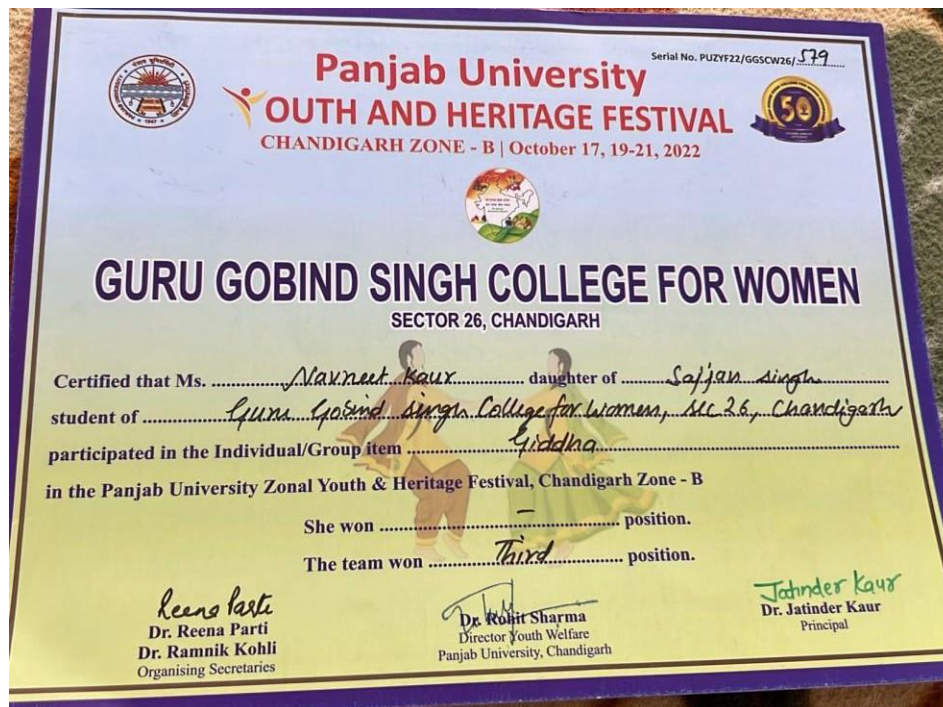 Serial No. PUZYF22/GGSCW26/579
Panjab University
YOUTH AND HERITAGE FESTIVAL
CHANDIGARH ZONE - B | October 17, 19-21, 2022
50
GURU GOBIND SINGH COLLEGE FOR WOMEN
SECTOR 26, CHANDIGARH
Certified that Ms. Navneet Kaur daughter of Sajjan Singh
student of Guru Gobind Singh College for Women, Sec 26, Chandigarh
participated in the Individual/Group item Giddha
in the Panjab University Zonal Youth & Heritage Festival, Chandigarh Zone - B
She won – position.
The team won Third position.
Reena Parti
Jatinder Kaur
Dr. Reena Parti
Dr. Ramnik Kohli
Organising Secretaries
Dr. Rohit Sharma
Director Youth Welfare
Panjab University, Chandigarh
Dr. Jatinder Kaur
Principal